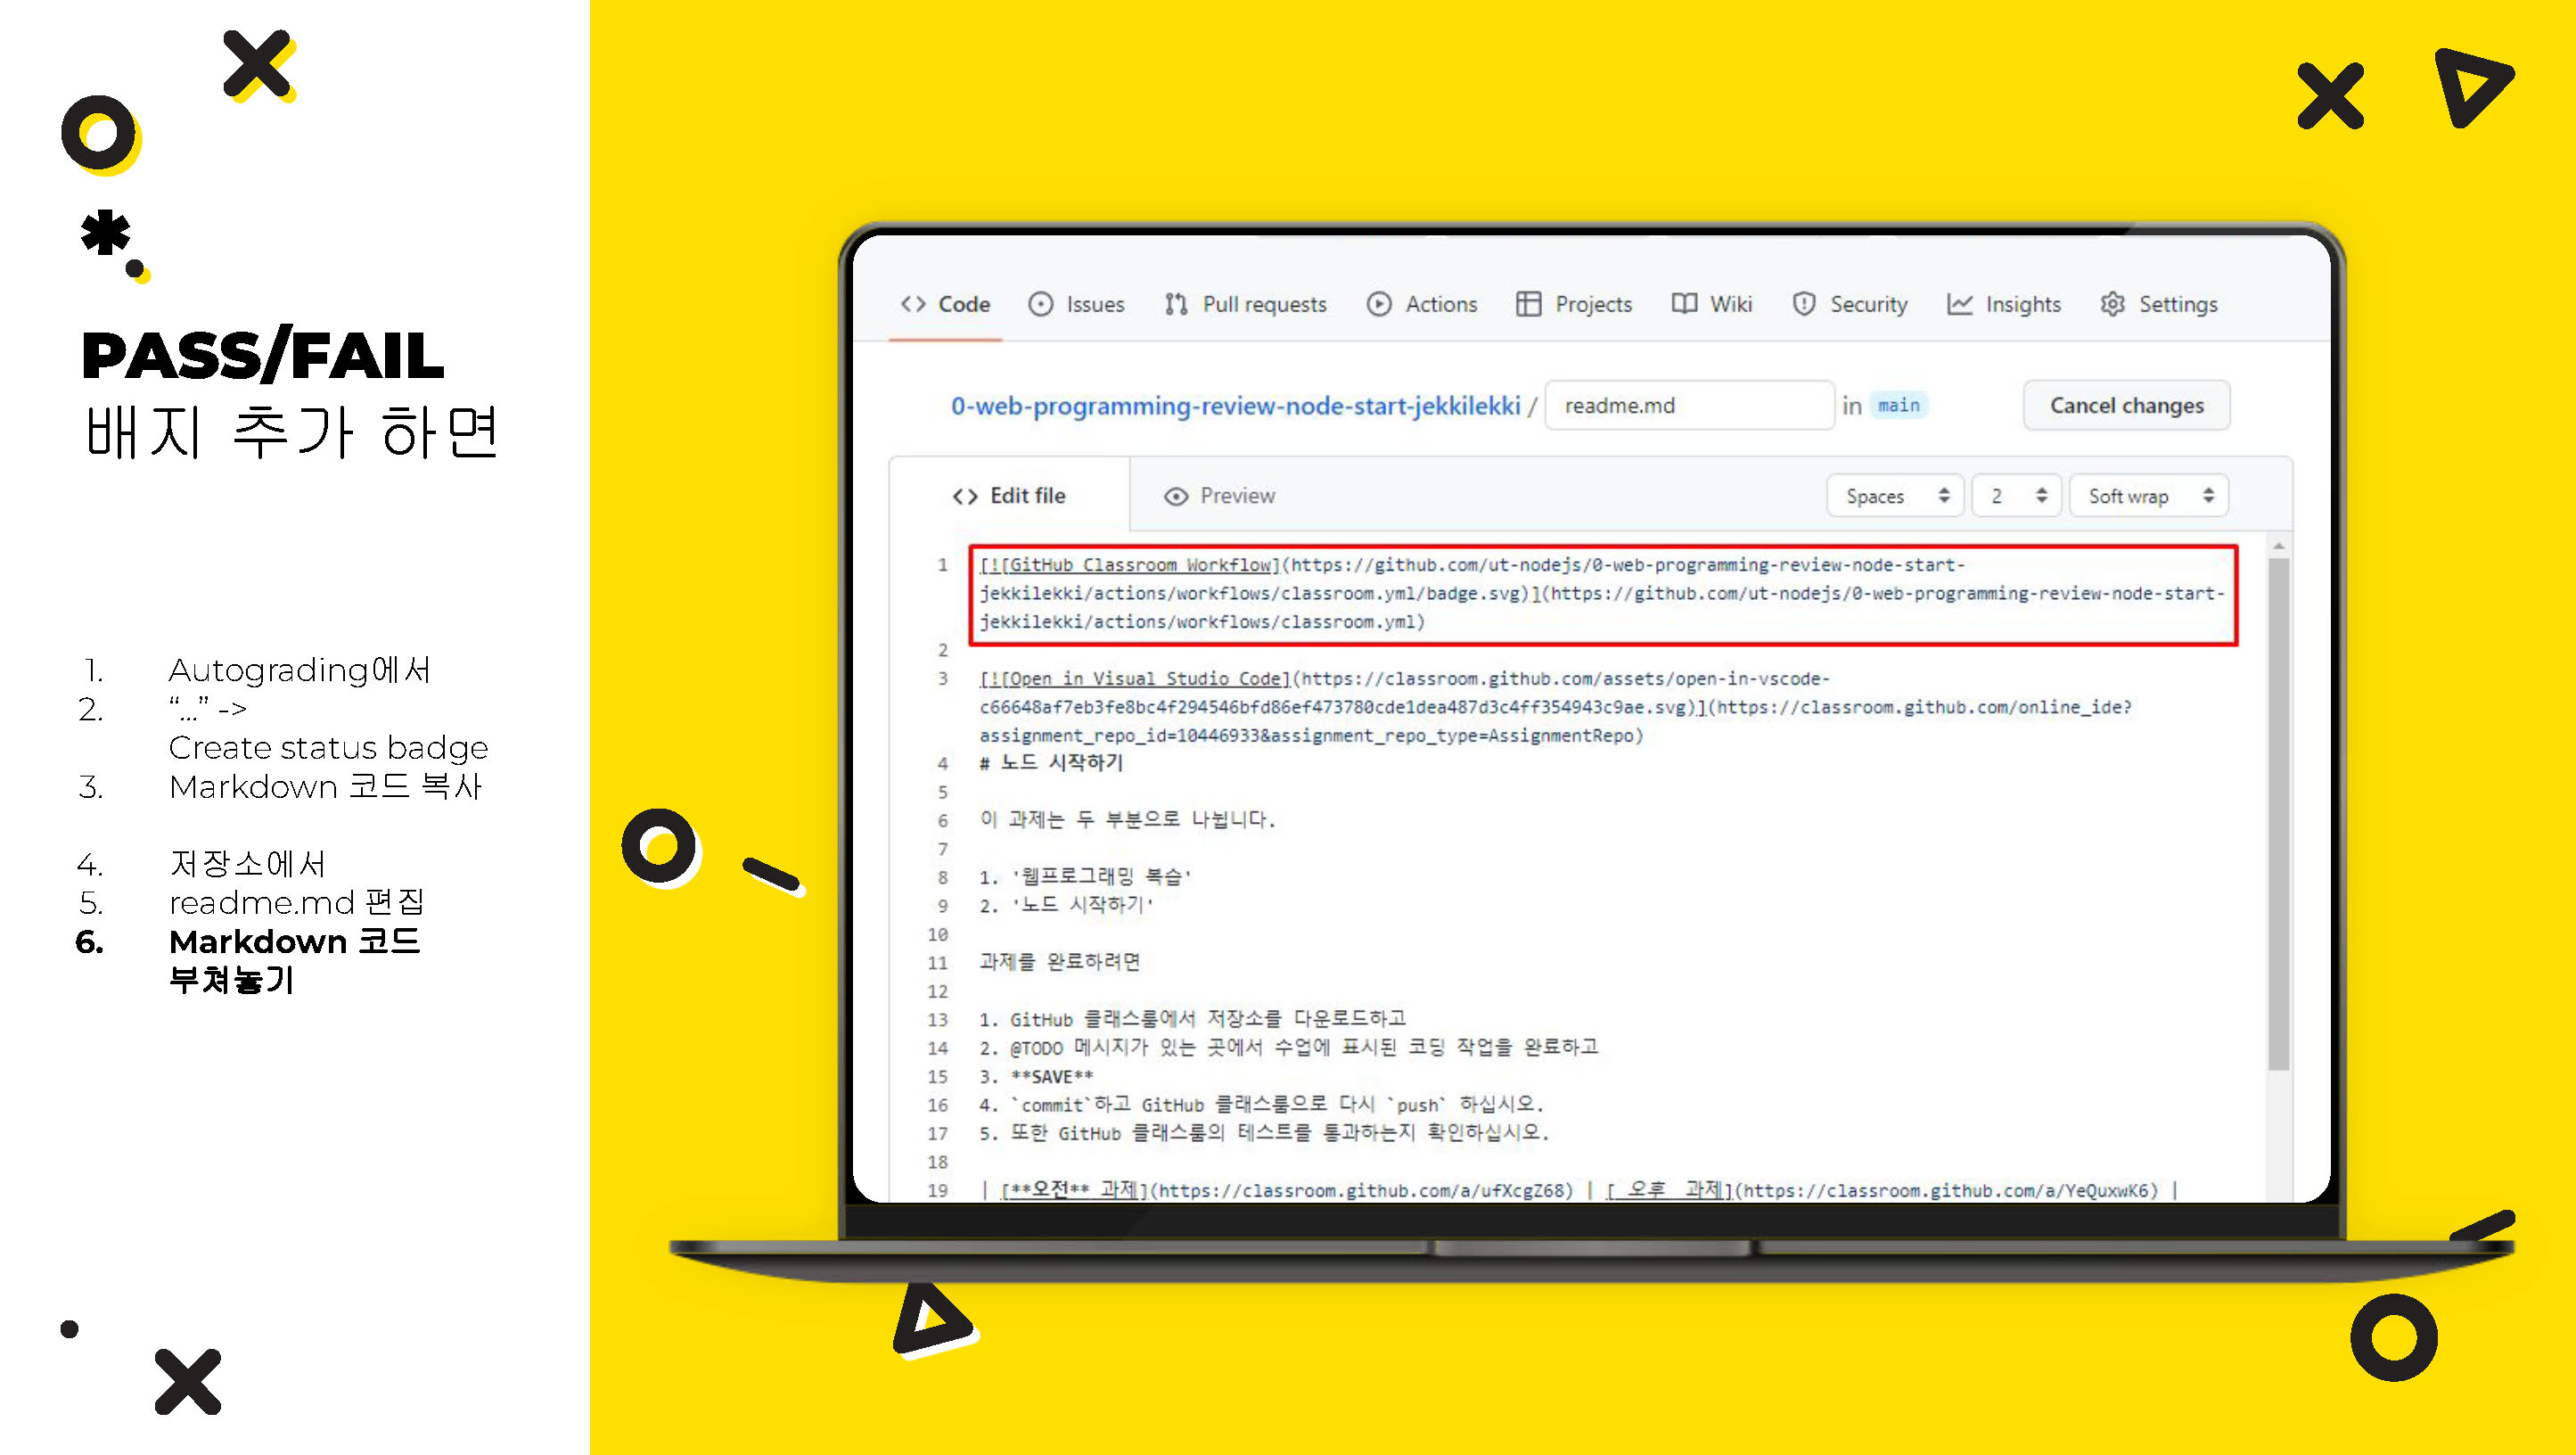 PASS/FAIL
배지 추가 하면
1. Autograding에서
2. “…” ->
Create status badge
3. Markdown 코드 복사
4. 저장소에서
5. readme.md 편집
6. Markdown 코드
부쳐놓기
Code Issues Pull requests Actions Projects Wiki Security Insights Settings
0-web-programming-review-node-start-jekkilekki / readme.md in main Cancel changes
Edit file Preview Spaces 2 Soft wrap
1 [![GitHub Classroom Workflow](https://github.com/ut-nodejs/0-web-programming-review-node-start-
jekkilekki/actions/workflows/classroom.yml/badge.svg)](https://github.com/ut-nodejs/0-web-programming-review-node-start-
jekkilekki/actions/workflows/classroom.yml)
2
3 [![Open in Visual Studio Code](https://classroom.github.com/assets/open-in-vscode-
c66648af7eb3fe8bc4f294546bfd86ef473780cde1dea487d3c4ff354943c9ae.svg)](https://classroom.github.com/online_ide?
assignment_repo_id=10446933&assignment_repo_type=AssignmentRepo)
4 # 노드 시작하기
5
6 이 과제는 두 부분으로 나뉩니다.
7
8 1. '웹프로그래밍 복습'
9 2. '노드 시작하기'
10
11 과제를 완료하려면
12
13 1. GitHub 클래스룸에서 저장소를 다운로드하고
14 2. @TODO 메시지가 있는 곳에서 수업에 표시된 코딩 작업을 완료하고
15 3. **SAVE**
16 4. `commit`하고 GitHub 클래스룸으로 다시 `push` 하십시오.
17 5. 또한 GitHub 클래스룸의 테스트를 통과하는지 확인하십시오.
18
19 | [**오전** 과제](https://classroom.github.com/a/ufXcgZ68) | [_오후_ 과제](https://classroom.github.com/a/YeQuxwK6) |